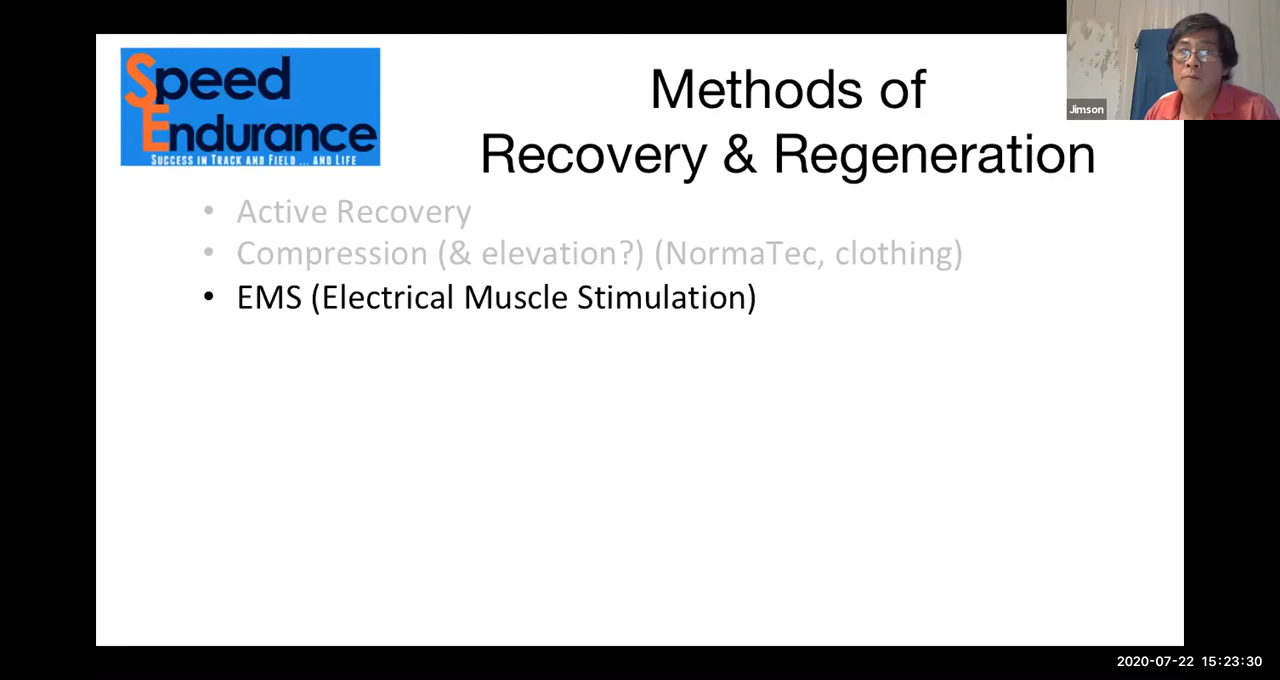 Speed
Endurance
SUCCESS IN TRACK AND FIELD ... AND LIFE
Methods of
Recovery & Regeneration
Jimson
• Active Recovery
• Compression (& elevation?) (NormaTec, clothing)
• EMS (Electrical Muscle Stimulation)
2020-07-22 15:23:30